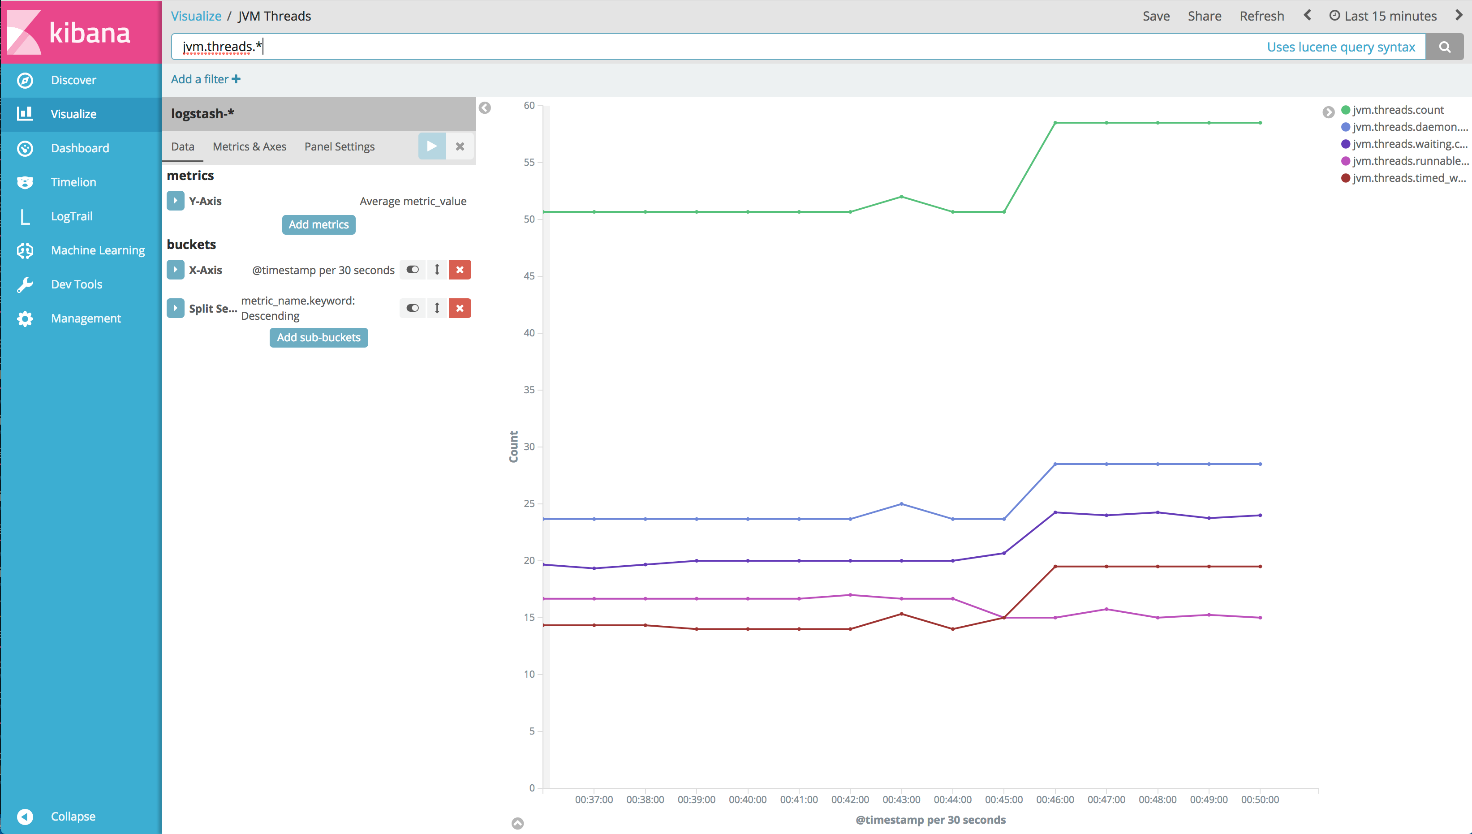 kibana
Discover
Visualize
Dashboard
Timelion
LogTrail
Machine Learning
Dev Tools
Management
Collapse
Visualize / JVM Threads
Save Share Refresh Last 15 minutes
jvm.threads.*
Uses lucene query syntax
Add a filter +
logstash-*
Data Metrics & Axes Panel Settings
metrics
Y-Axis Average metric_value
Add metrics
buckets
X-Axis @timestamp per 30 seconds
Split Se... metric_name.keyword:
Descending
Add sub-buckets
60
55
50
45
40
35
30
25
20
15
10
5
0
Count
00:37:00 00:38:00 00:39:00 00:40:00 00:41:00 00:42:00 00:43:00 00:44:00 00:45:00 00:46:00 00:47:00 00:48:00 00:49:00 00:50:00
@timestamp per 30 seconds
jvm.threads.count
jvm.threads.daemon....
jvm.threads.waiting.c...
jvm.threads.runnable...
jvm.threads.timed_w...